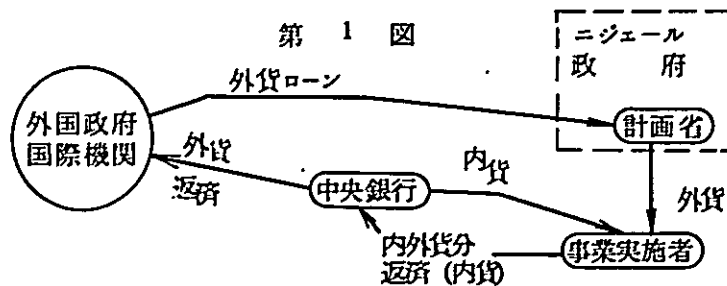 第 1 図
ニジェール
政 府
外貨ローン
外国政府
国際機関
計画省
外貨
返済
中央銀行
内貨
外貨
内外貨分
返済 (内貨)
事業実施者